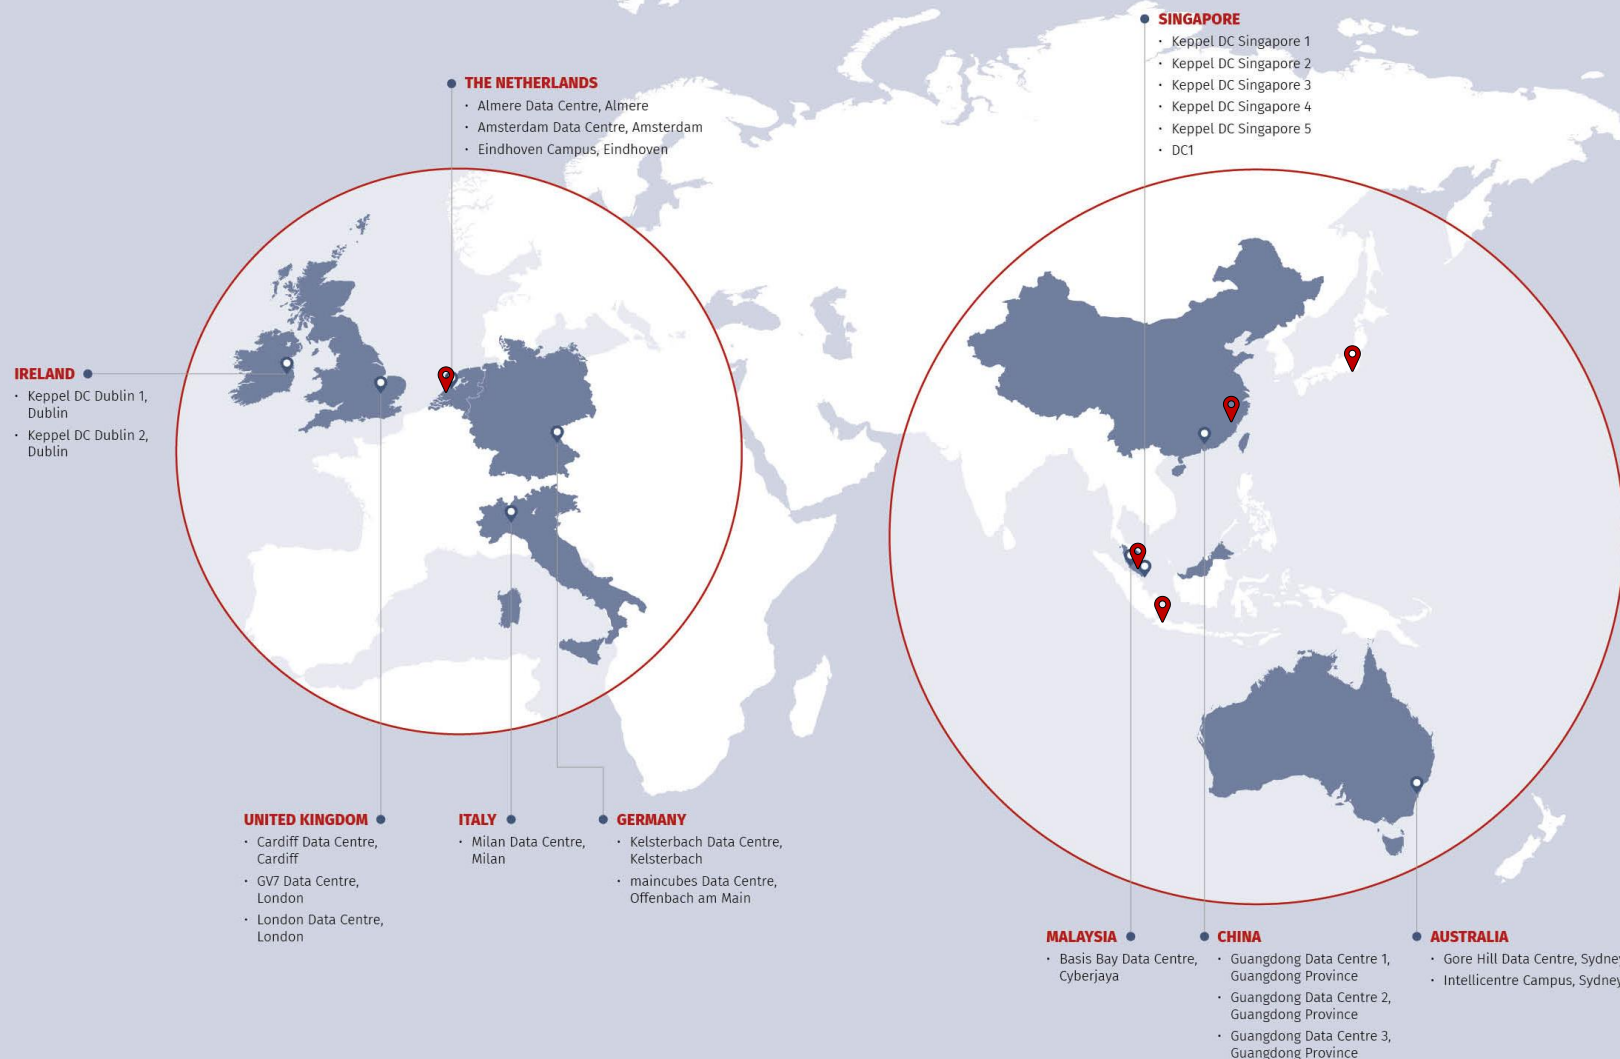 SINGAPORE
· Keppel DC Singapore 1
· Keppel DC Singapore 2
· Keppel DC Singapore 3
· Keppel DC Singapore 4
· Keppel DC Singapore 5
· DC1
THE NETHERLANDS
· Almere Data Centre, Almere
· Amsterdam Data Centre, Amsterdam
· Eindhoven Campus, Eindhoven
IRELAND
· Keppel DC Dublin 1,
Dublin
· Keppel DC Dublin 2,
Dublin
UNITED KINGDOM
· Cardiff Data Centre,
Cardiff
· GV7 Data Centre,
London
· London Data Centre,
London
ITALY
· Milan Data Centre,
Milan
GERMANY
· Kelsterbach Data Centre,
Kelsterbach
· maincubes Data Centre,
Offenbach am Main
MALAYSIA
· Basis Bay Data Centre,
Cyberjaya
CHINA
· Guangdong Data Centre 1,
Guangdong Province
· Guangdong Data Centre 2,
Guangdong Province
· Guangdong Data Centre 3,
Guangdong Province
AUSTRALIA
· Gore Hill Data Centre, Sydney
· Intellicentre Campus, Sydney